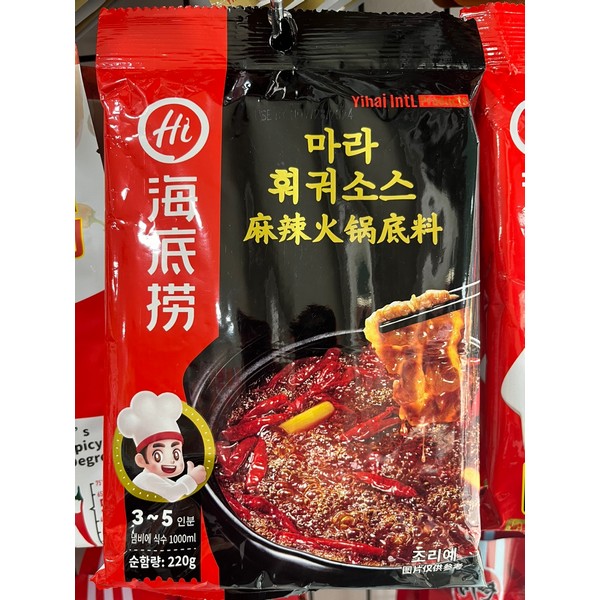 Hi
海底捞
Yihai IntL
마라
훠궈소스
麻辣火锅底料
3~5 인분
냄비에 식수 1000ml
순함량: 220g
조리예
图片仅供参考
's
picy
egre